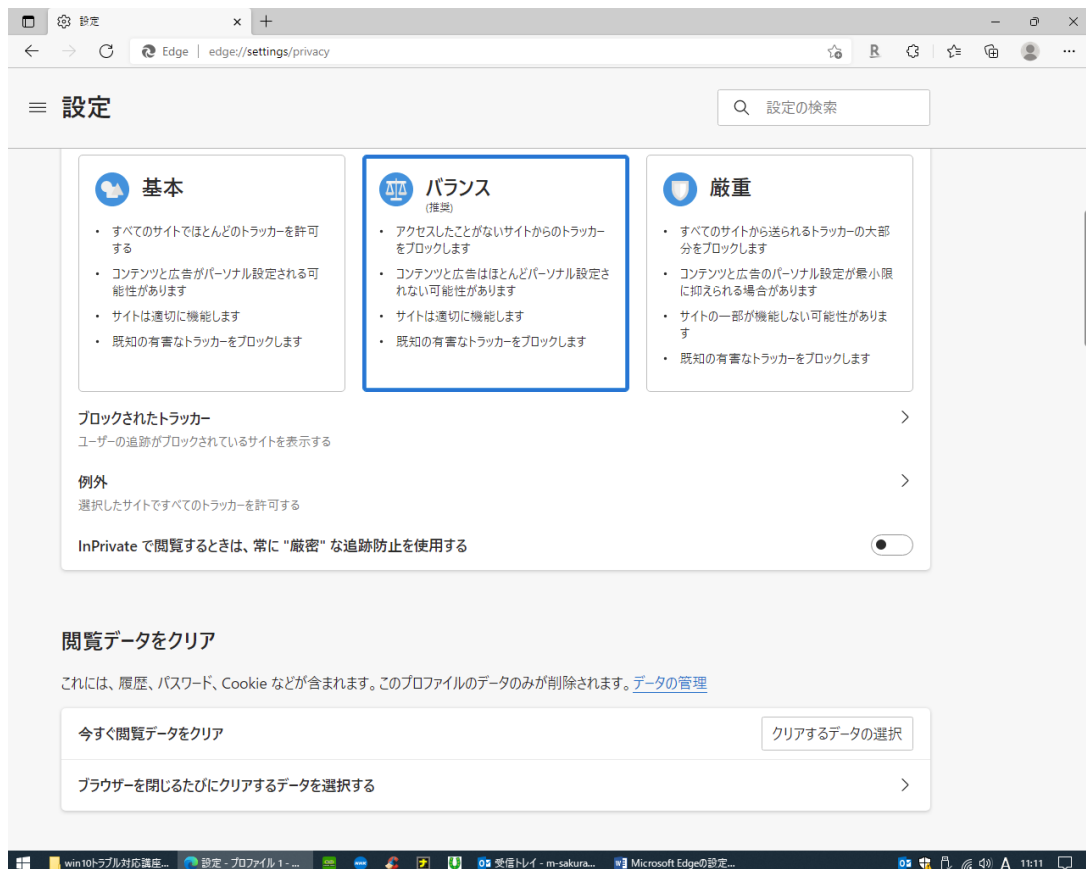 設定
Edge | edge://settings/privacy
設定
設定の検索
基本
すべてのサイトでほとんどのトラッカーを許可
する
コンテンツと広告がパーソナル設定される可
能性があります
サイトは適切に機能します
既知の有害なトラッカーをブロックします
バランス
(推奨)
アクセスしたことがないサイトからのトラッカー
をブロックします
コンテンツと広告はほとんどパーソナル設定さ
れない可能性があります
サイトは適切に機能します
既知の有害なトラッカーをブロックします
厳重
すべてのサイトから送られるトラッカーの大部
分をブロックします
コンテンツと広告のパーソナル設定が最小限
に抑えられる場合があります
サイトの一部が機能しない可能性がありま
す
既知の有害なトラッカーをブロックします
ブロックされたトラッカー
ユーザーの追跡がブロックされているサイトを表示する
例外
選択したサイトですべてのトラッカーを許可する
InPrivate で閲覧するときは、常に "厳密" な追跡防止を使用する
閲覧データをクリア
これには、履歴、パスワード、Cookie などが含まれます。このプロファイルのデータのみが削除されます。データの管理
今すぐ閲覧データをクリア
クリアするデータの選択
ブラウザーを閉じるたびにクリアするデータを選択する
win10トラブル対応講座... 設定 - プロファイル 1 - ... 受信トレイ - m-sakura... Microsoft Edgeの設定... A 11:11